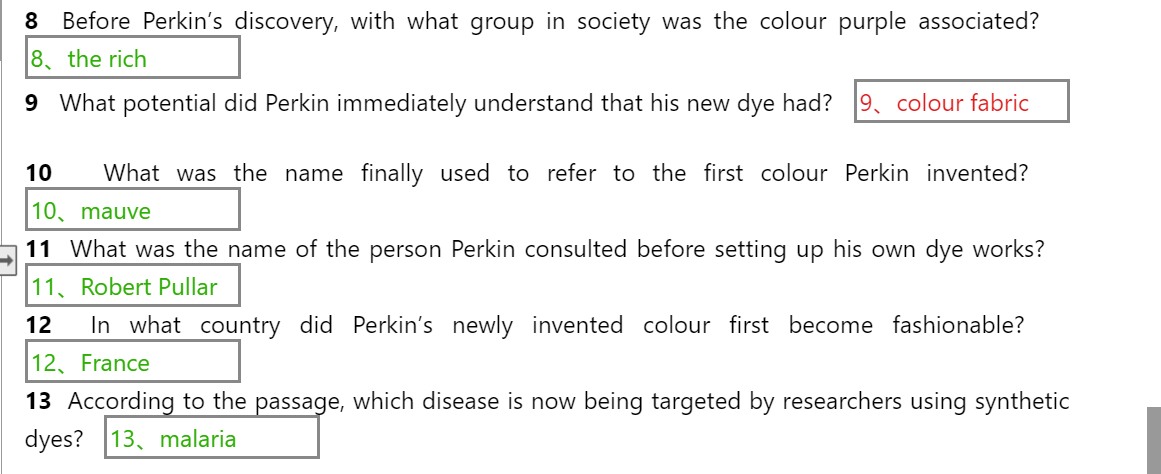 8 Before Perkin’s discovery, with what group in society was the colour purple associated?
8、the rich
9 What potential did Perkin immediately understand that his new dye had? 9、colour fabric
10 What was the name finally used to refer to the first colour Perkin invented?
10、mauve
11 What was the name of the person Perkin consulted before setting up his own dye works?
11、Robert Pullar
12 In what country did Perkin’s newly invented colour first become fashionable?
12、France
13 According to the passage, which disease is now being targeted by researchers using synthetic
dyes? 13、malaria